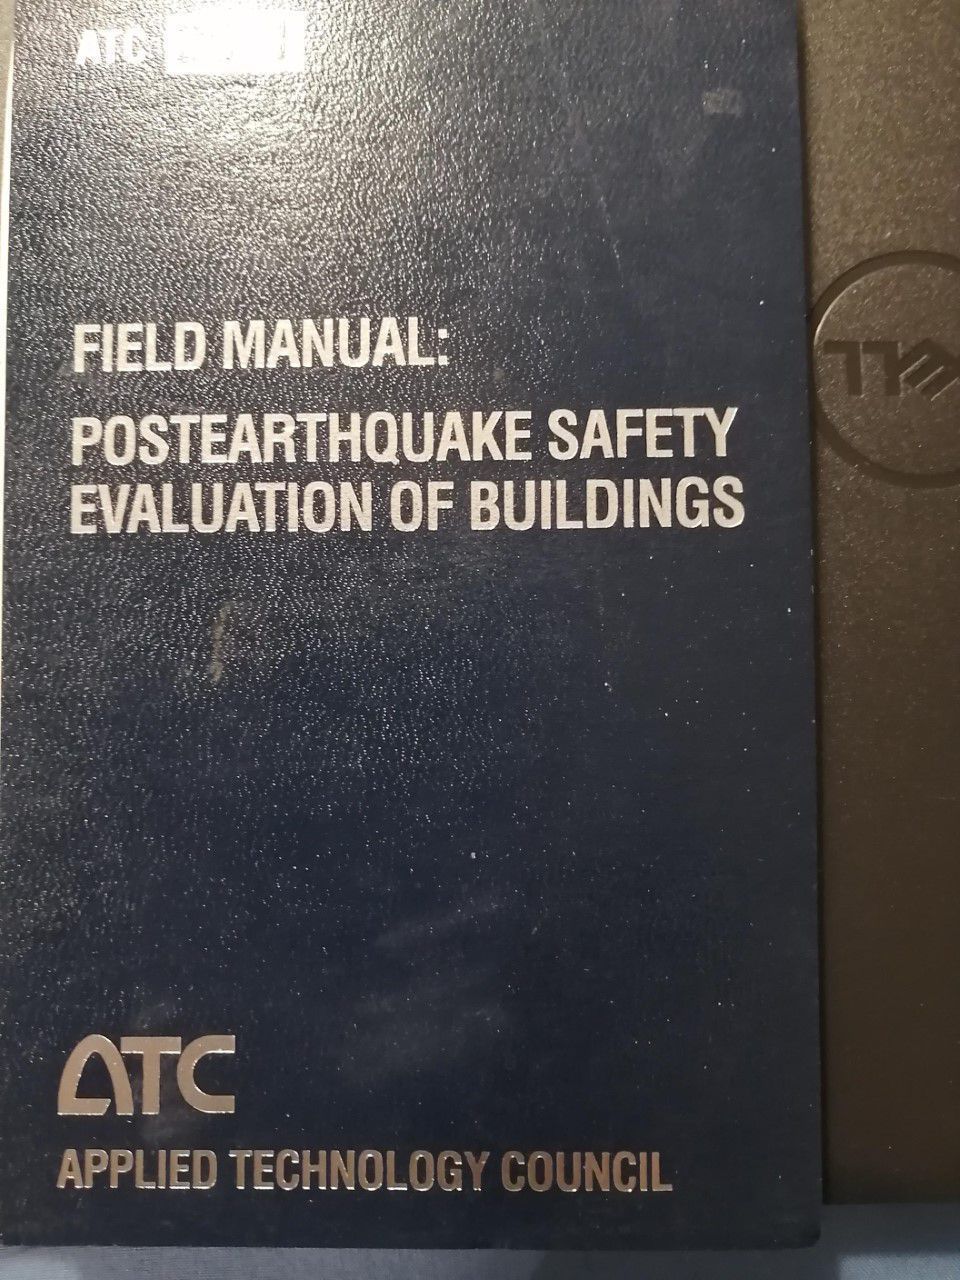 ATC
FIELD MANUAL:
POSTEARTHQUAKE SAFETY
EVALUATION OF BUILDINGS
ATC
APPLIED TECHNOLOGY COUNCIL